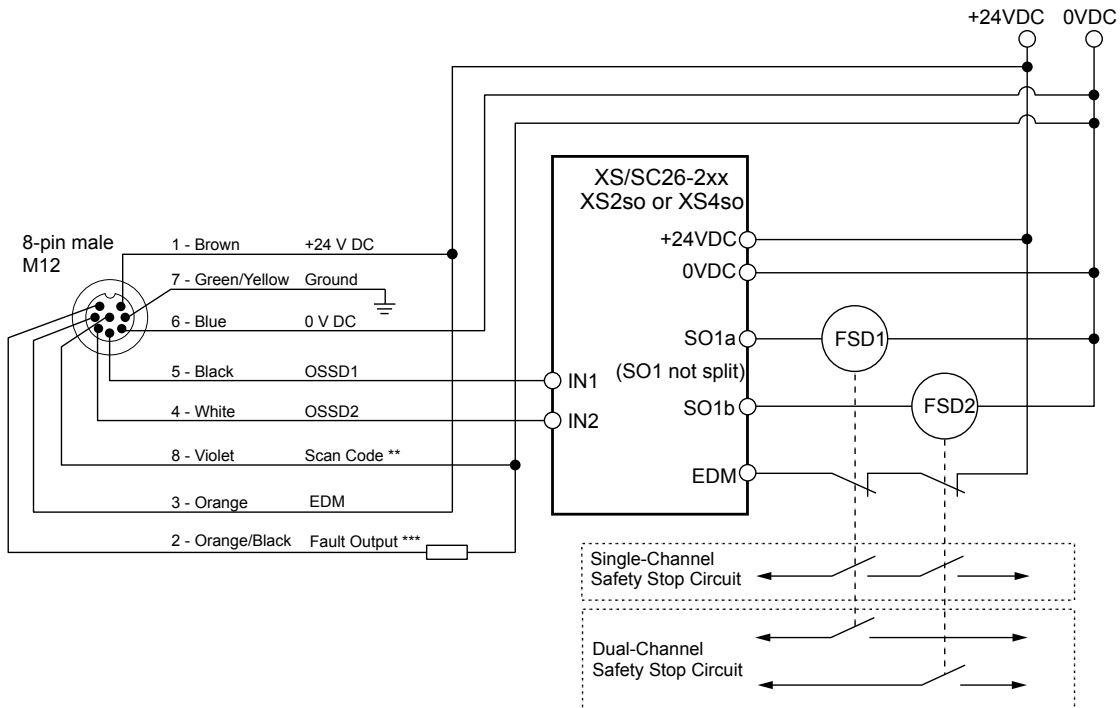 +24VDC 0VDC
XS/SC26-2xx
XS2so or XS4so
8-pin male
M12
1 - Brown +24 V DC
7 - Green/Yellow Ground
6 - Blue 0 V DC
5 - Black OSSD1
4 - White OSSD2
8 - Violet Scan Code **
3 - Orange EDM
2 - Orange/Black Fault Output ***
IN1
IN2
+24VDC
0VDC
SO1a
(SO1 not split)
SO1b
EDM
FSD1
FSD2
Single-Channel
Safety Stop Circuit
Dual-Channel
Safety Stop Circuit